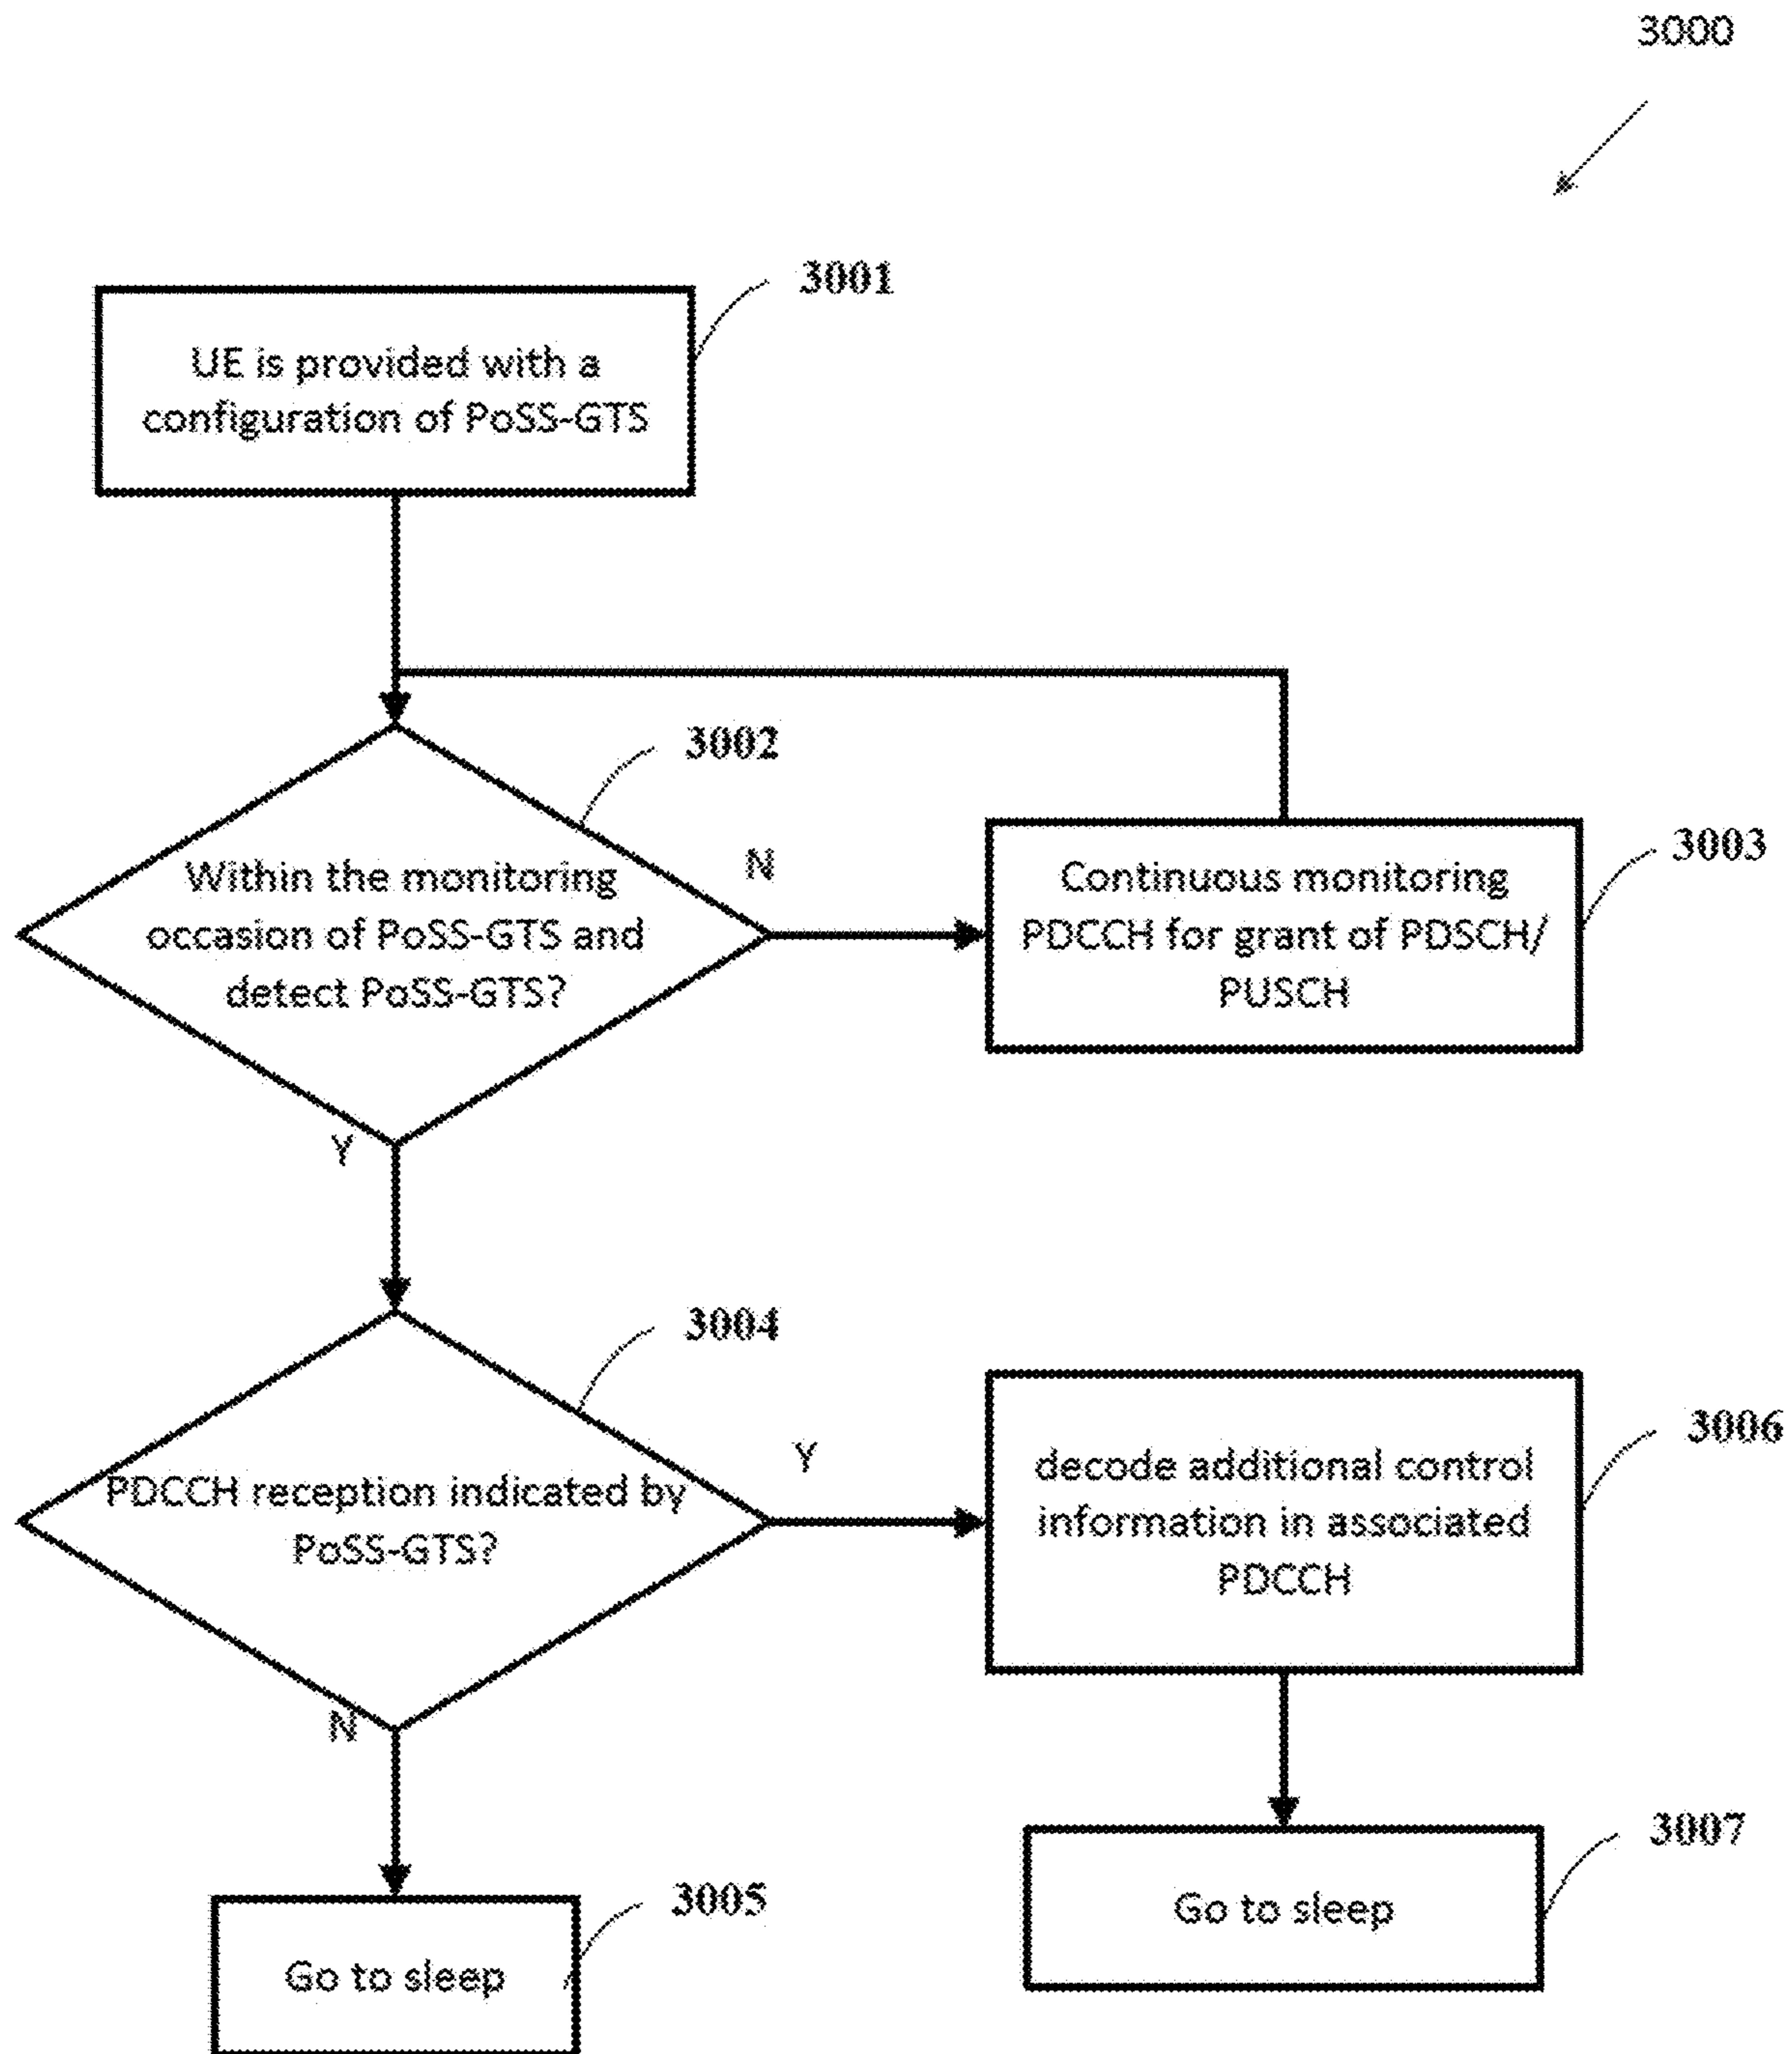 3000
3001
UE is provided with a
configuration of PoSS-GTS
3002
Within the monitoring
occasion of PoSS-GTS and
detect PoSS-GTS?
N
3003
Continuous monitoring
PDCCH for grant of PDSCH/
PUSCH
Y
3004
PDCCH reception indicated by
PoSS-GTS?
Y
3006
decode additional control
information in associated
PDCCH
N
3005
Go to sleep
3007
Go to sleep